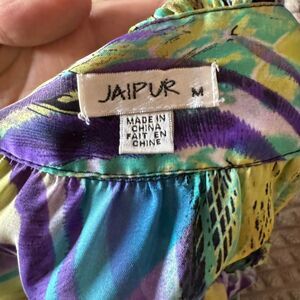 JAIPUR M
MADE IN
CHINA
FAIT EN
CHINE